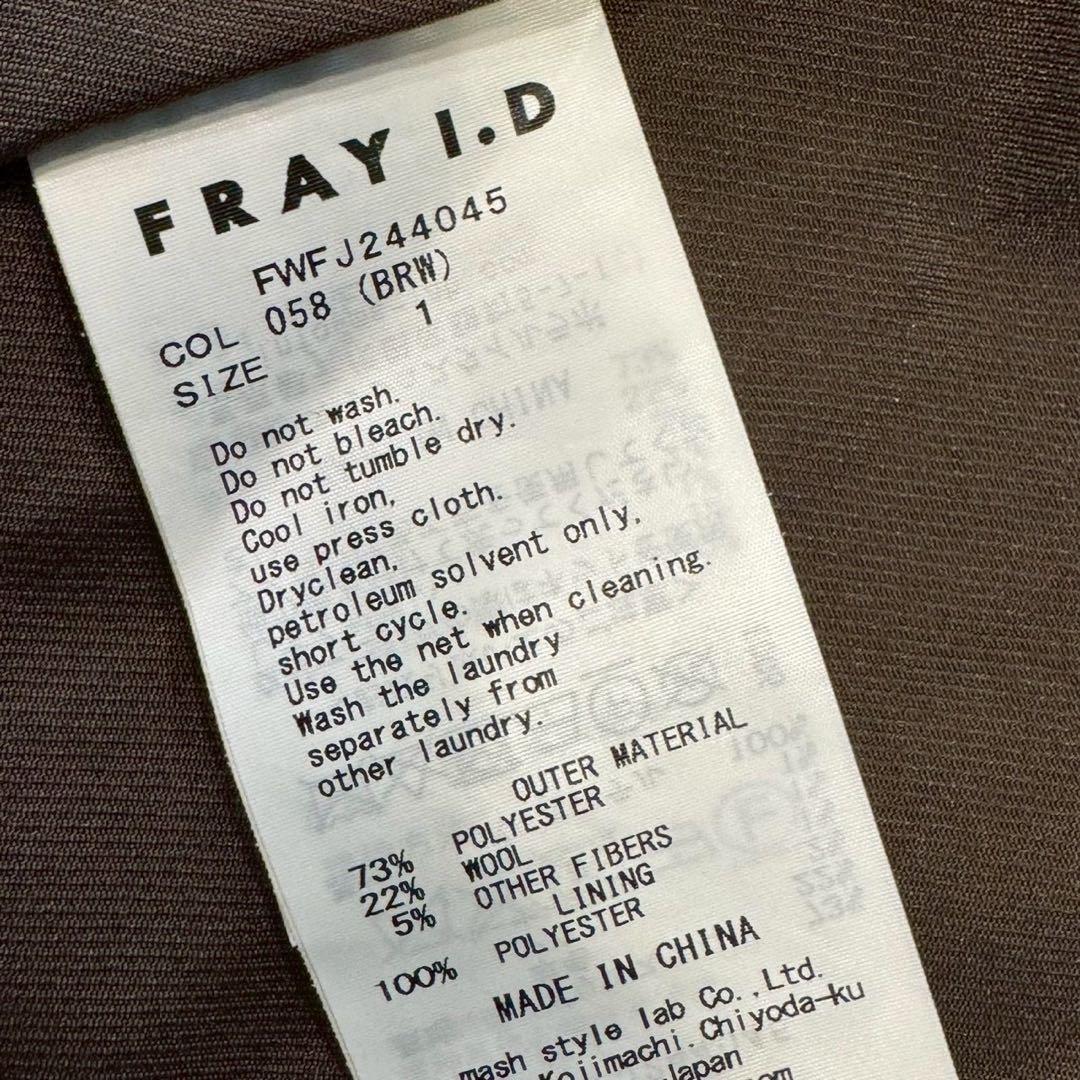 FRAY I.D
FWFJ244045
COL 058 (BRW)
SIZE 1
Do not wash.
Do not bleach.
Do not tumble dry.
Cool iron,
use press cloth.
Dryclean,
petroleum solvent only,
short cycle.
Use the net when cleaning.
Wash the laundry
separately from
other laundry.
OUTER MATERIAL
73% POLYESTER
22% WOOL
5% OTHER FIBERS
LINING
100% POLYESTER
MADE IN CHINA
mash style lab Co.,Ltd.
Kojimachi.Chiyoda-ku
Japan